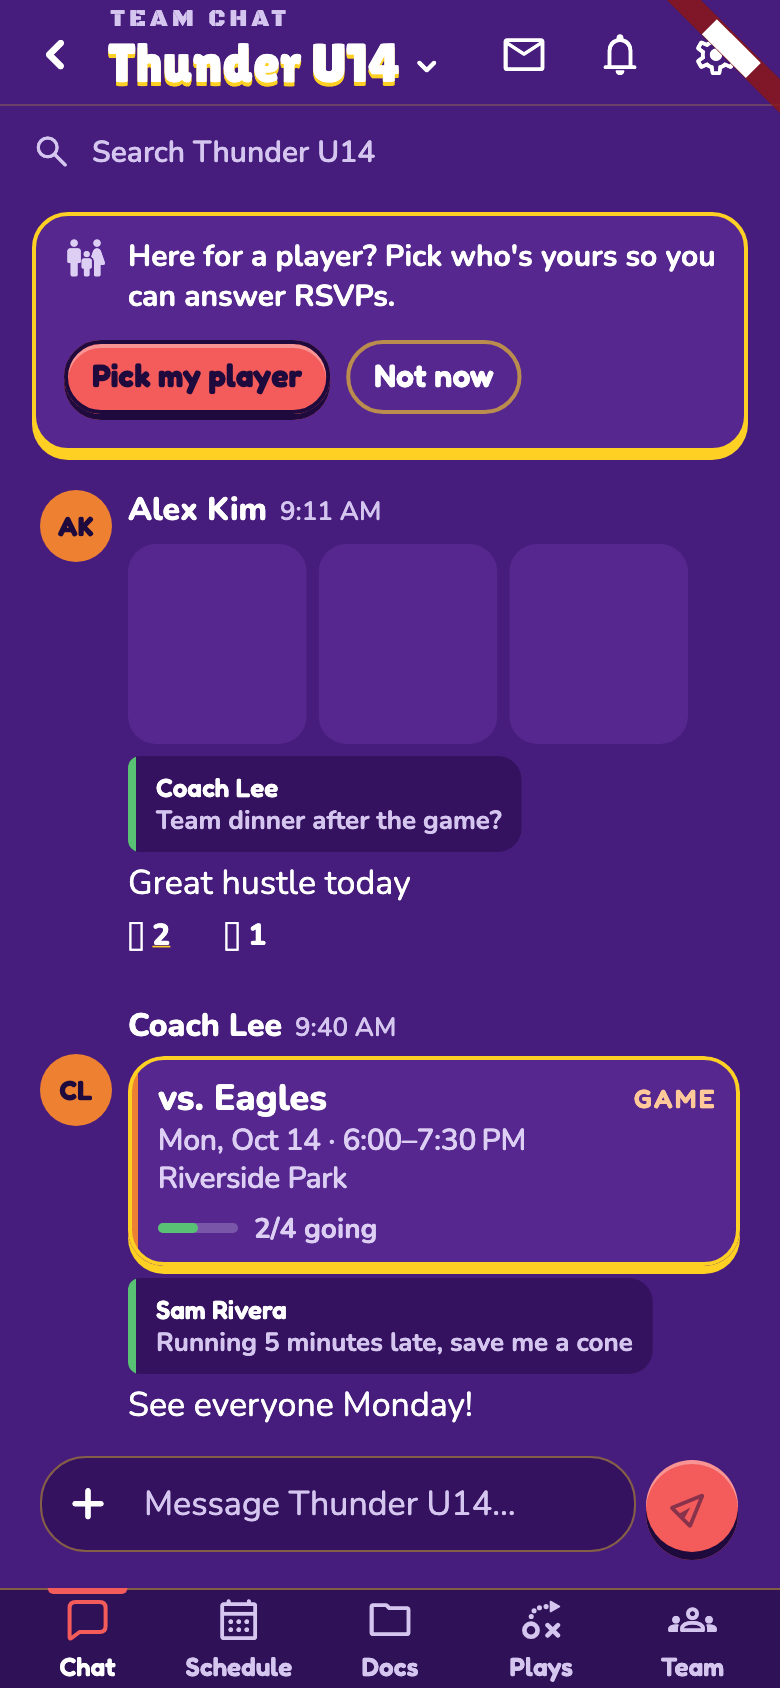 TEAM CHAT
Thunder U14
Search Thunder U14
Here for a player? Pick who's yours so you
can answer RSVPs.
Pick my player
Not now
AK
Alex Kim 9:11 AM
Coach Lee
Team dinner after the game?
Great hustle today
2 1
Coach Lee 9:40 AM
CL
vs. Eagles
GAME
Mon, Oct 14 · 6:00–7:30 PM
Riverside Park
2/4 going
Sam Rivera
Running 5 minutes late, save me a cone
See everyone Monday!
Message Thunder U14...
Chat
Schedule
Docs
Plays
Team